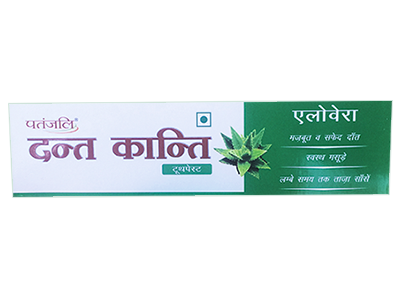 पतंजलि®
दन्त कान्ति
टूथपेस्ट
एलोवेरा
मजबूत व सफेद दाँत
स्वस्थ मसूड़े
लम्बे समय तक ताज़ा साँसें